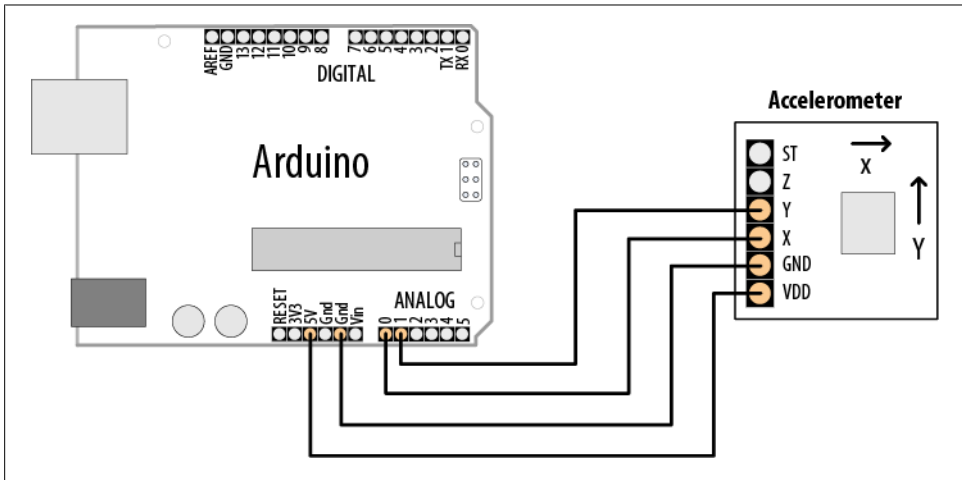 AREF GND 13 12 11 10 9 8 7 6 5 4 3 2 TX 1 RX 0
DIGITAL
Arduino
ANALOG
RESET 3V3 5V Gnd Gnd Vin 0 1 2 3 4 5
Accelerometer
ST
Z
Y
X
GND
VDD
X
Y